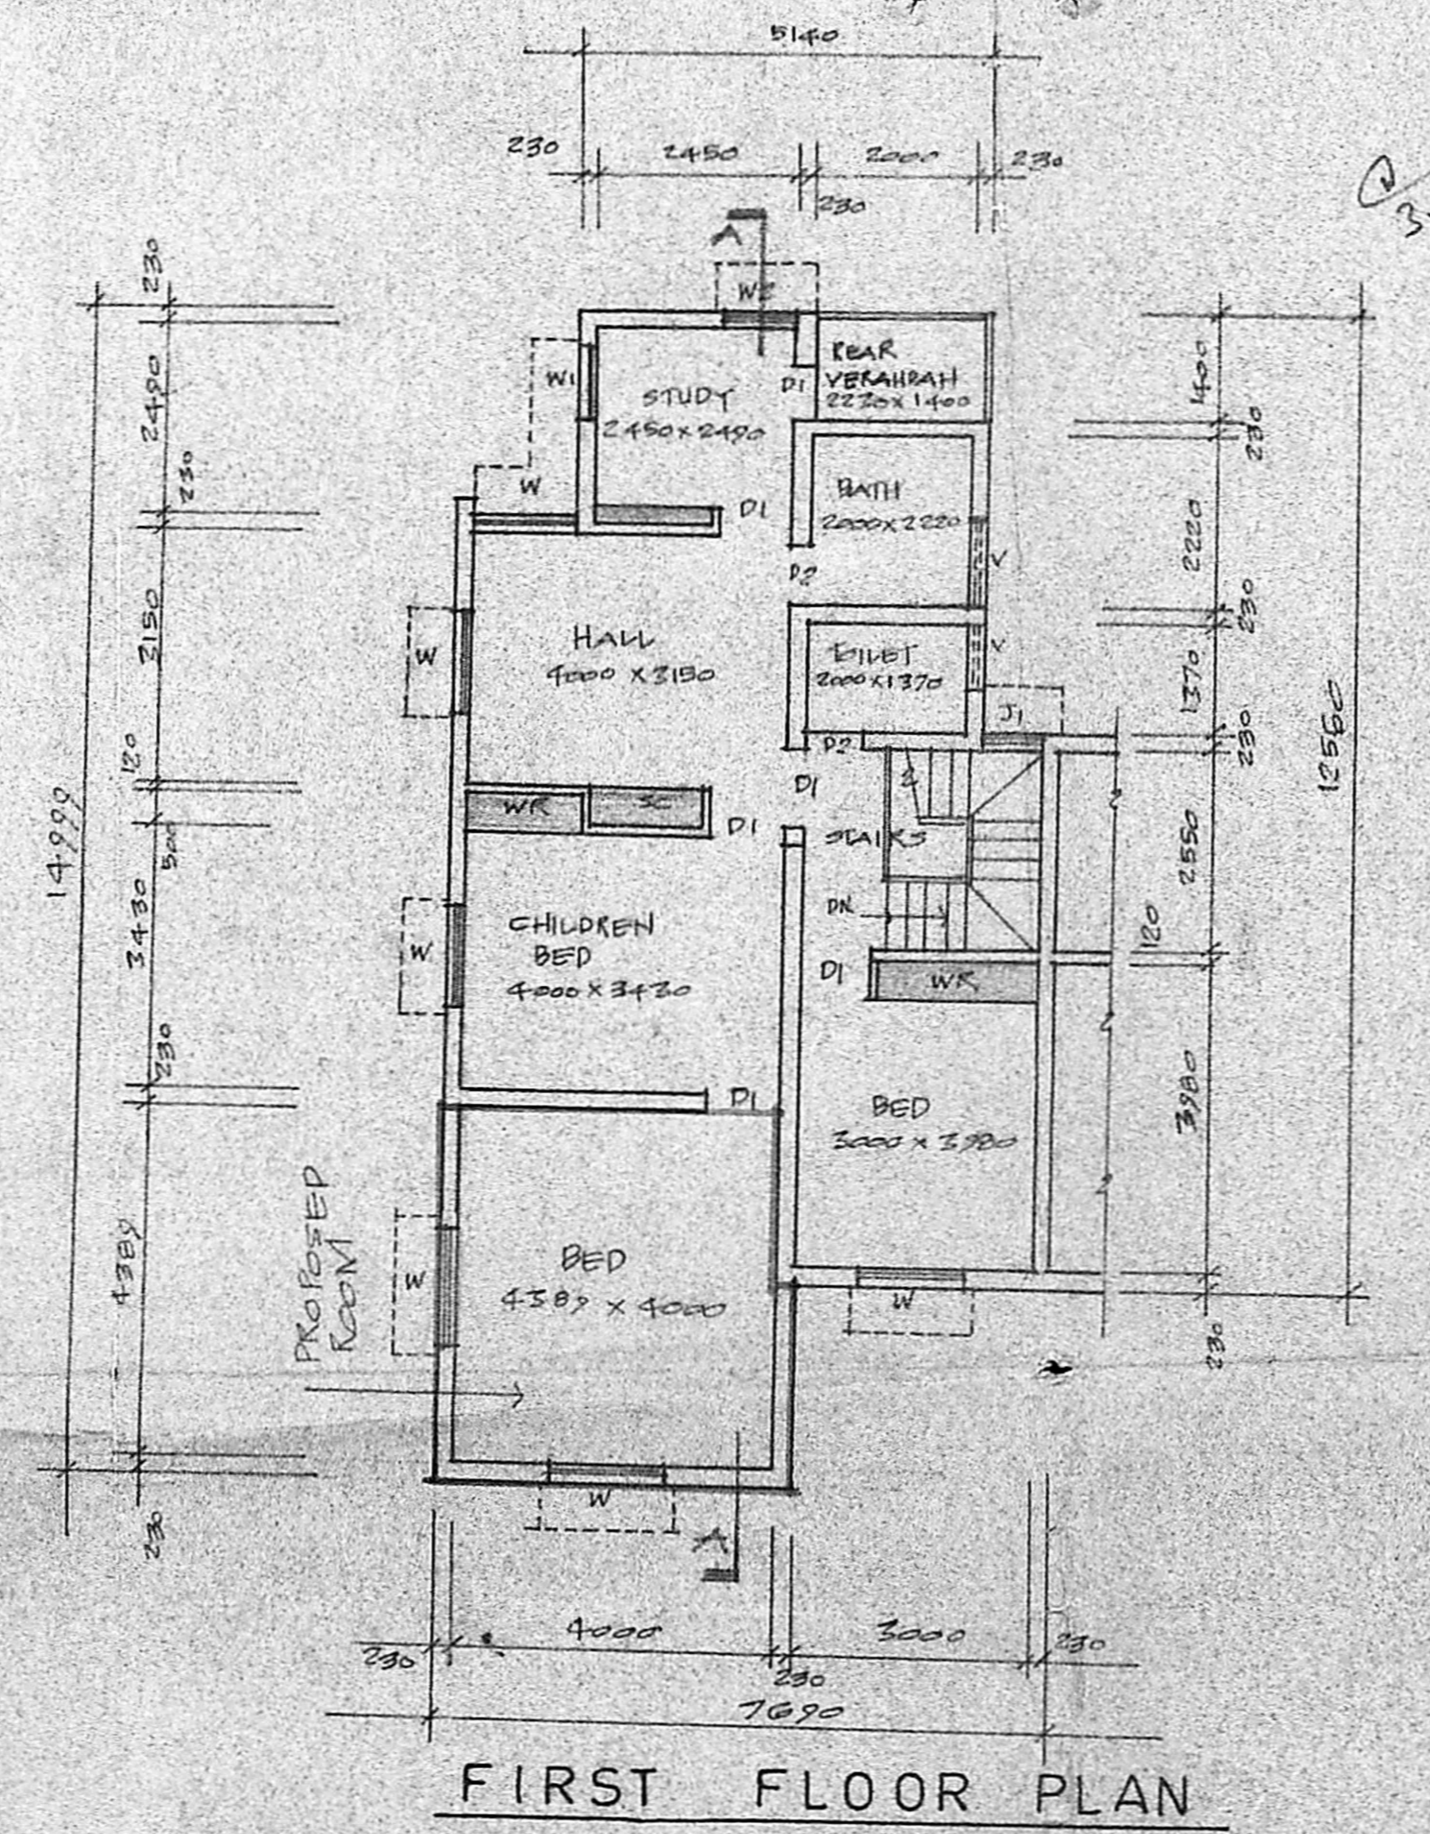 5140
230
2450
2000
230
230
A
230
W2
REAR
VERANDAH
2220 x 1400
W1
D1
STUDY
2450 x 2490
2490
1400
230
230
W
D1
BATH
2000 x 2220
2220
D2
V
230
3150
HALL
4000 x 3150
W
TOILET
2000 x 1370
V
1370
J1
12560
230
D2
120
D1
WR
SC
D1
STAIRS
14999
500
2550
3430
CHILDREN
BED
4000 x 3430
W
DN
120
D1
WR
230
D1
BED
3000 x 3980
3980
PROPOSED
ROOM
4389
W
BED
4389 x 4000
W
230
W
230
A
4000
3000
230
230
230
7690
FIRST FLOOR PLAN